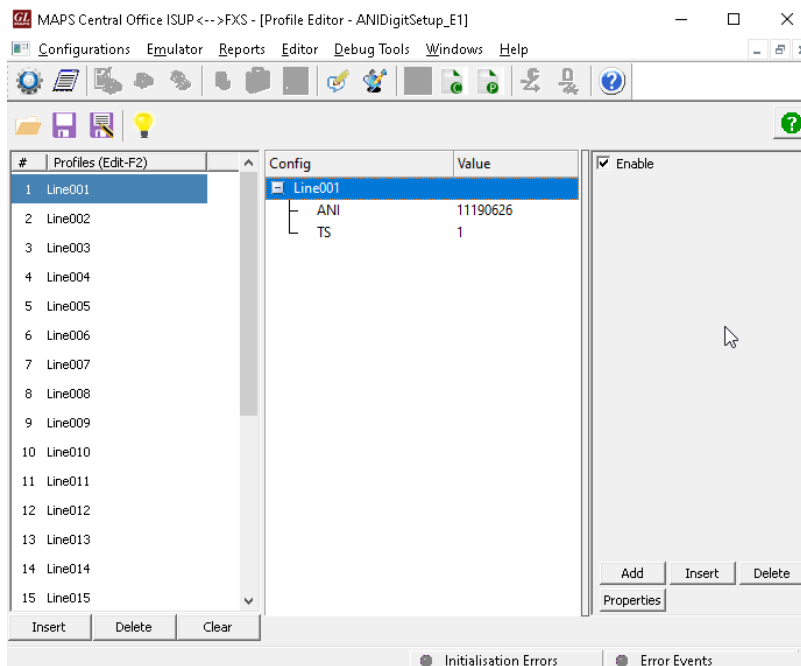 GL MAPS MAPS Central Office ISUP<-->FXS - [Profile Editor - ANIDigitSetup_E1]
Configurations Emulator Reports Editor Debug Tools Windows Help
# Profiles (Edit-F2) Config Value Enable
1 Line001 Line001
ANI 11190626
2 Line002
TS 1
3 Line003
4 Line004
5 Line005
6 Line006
7 Line007
8 Line008
9 Line009
10 Line010
11 Line011
12 Line012
13 Line013
14 Line014
Add Insert Delete
15 Line015
Properties
Insert Delete Clear
Initialisation Errors Error Events